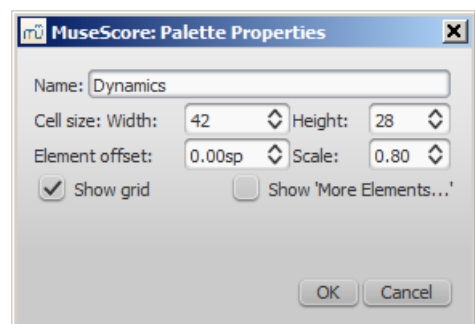 mü MuseScore: Palette Properties
Name: Dynamics
Cell size: Width: 42 Height: 28
Element offset: 0.00sp Scale: 0.80
Show grid Show 'More Elements...'
OK Cancel